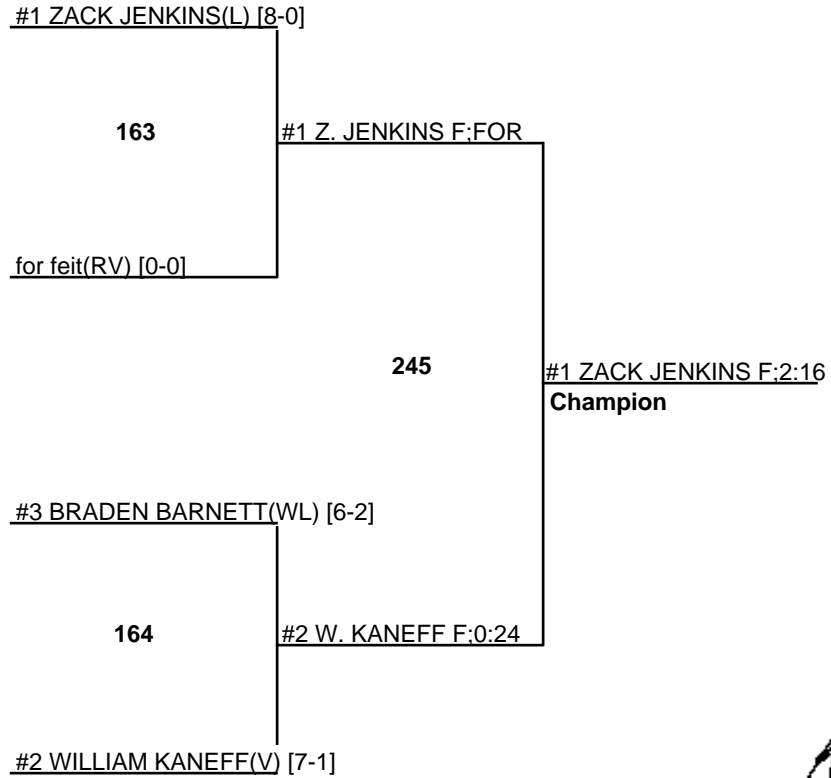 #1 ZACK JENKINS(L) [8-0]
163
#1 Z. JENKINS F;FOR
for feit(RV) [0-0]
245
#1 ZACK JENKINS F;2:16
Champion
#3 BRADEN BARNETT(WL) [6-2]
164
#2 W. KANEFF F;0:24
#2 WILLIAM KANEFF(V) [7-1]